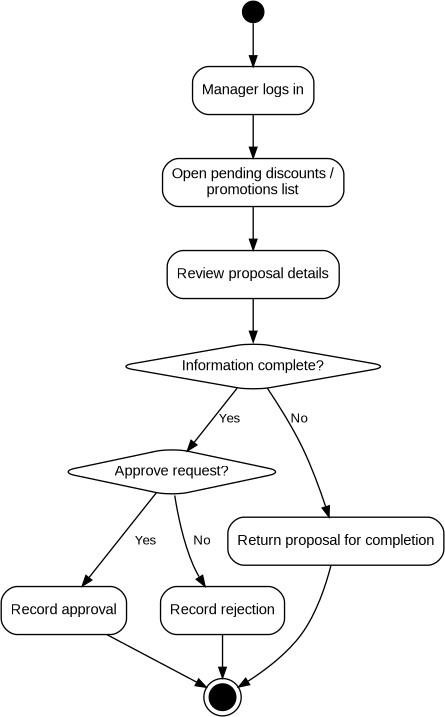 Manager logs in
Open pending discounts /
promotions list
Review proposal details
Information complete?
Yes
No
Approve request?
Return proposal for completion
Yes
No
Record approval
Record rejection